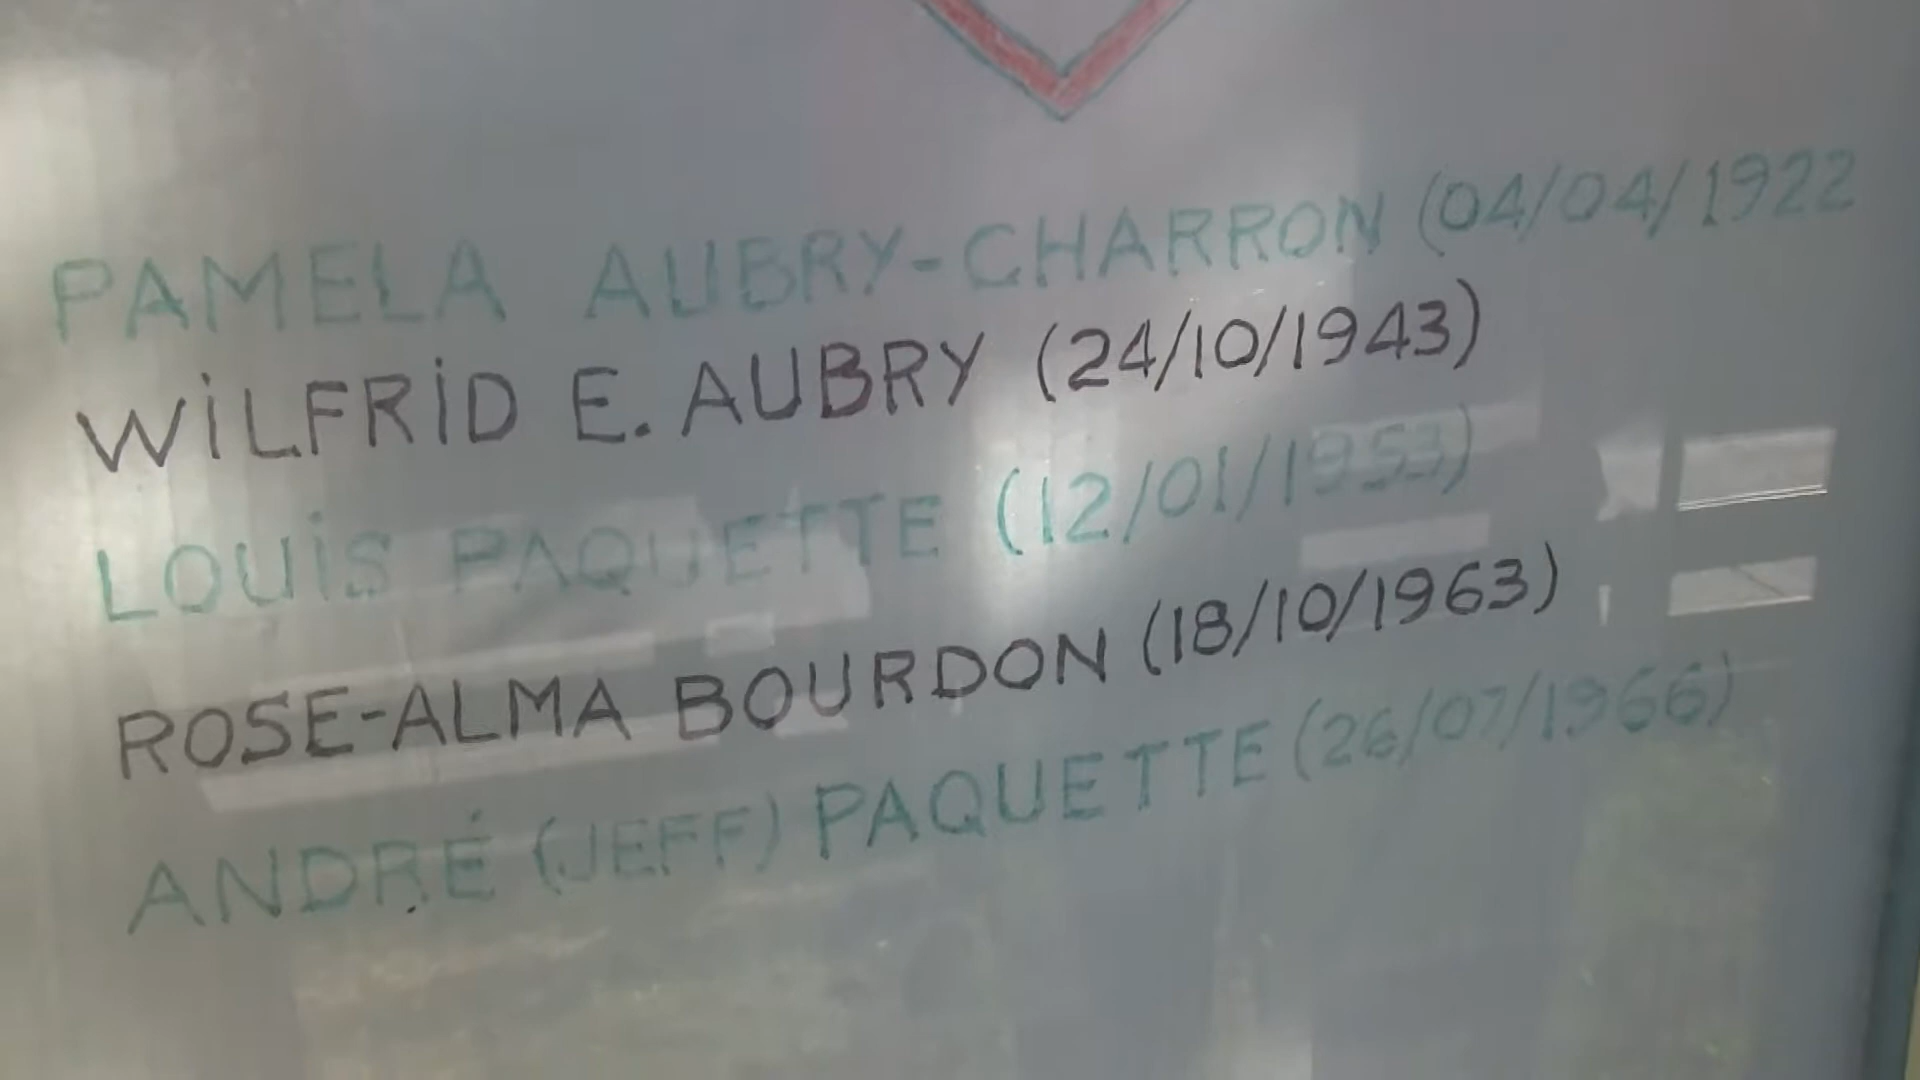 PAMELA AUBRY-CHARRON (04/04/1922
WILFRID E. AUBRY (24/10/1943)
LOUIS PAQUETTE (12/01/1953)
ROSE-ALMA BOURDON (18/10/1963)
ANDRÉ (JEFF) PAQUETTE (26/07/1966)